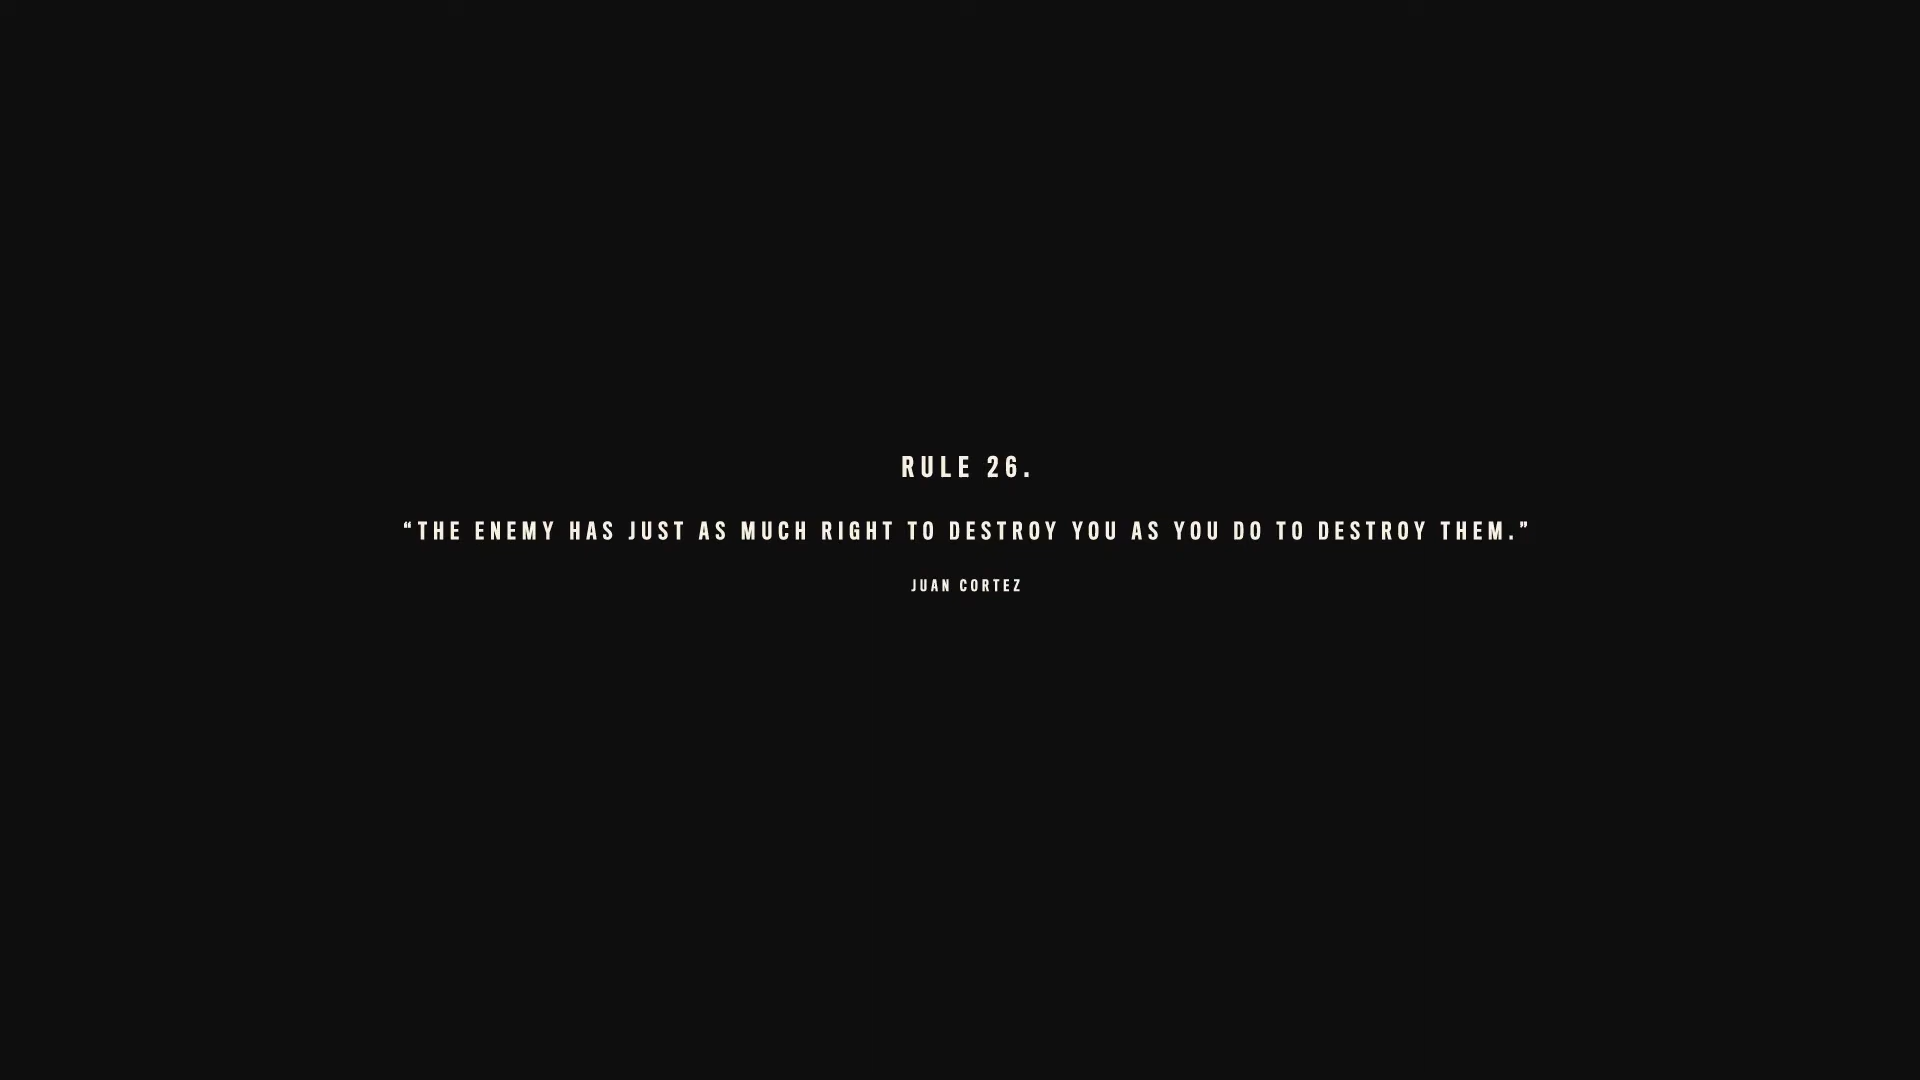 RULE 26.
“THE ENEMY HAS JUST AS MUCH RIGHT TO DESTROY YOU AS YOU DO TO DESTROY THEM.”
JUAN CORTEZ